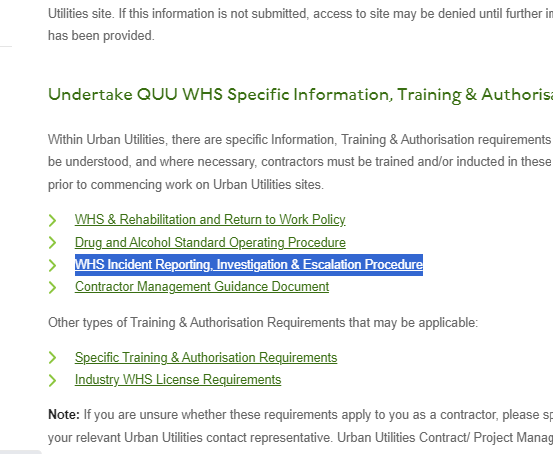 Utilities site. If this information is not submitted, access to site may be denied until further
has been provided.
Undertake QUU WHS Specific Information, Training &
Within Urban Utilities, there are specific Information, Training & Authorisation requirements
be understood, and where necessary, contractors must be trained and/or inducted in these
prior to commencing work on Urban Utilities sites.
WHS & Rehabilitation and Return to Work Policy
Drug and Alcohol Standard Operating Procedure
WHS Incident Reporting, Investigation & Escalation Procedure
Contractor Management Guidance Document
Other types of Training & Authorisation Requirements that may be applicable:
Specific Training & Authorisation Requirements
Industry WHS License Requirements
Note: If you are unsure whether these requirements apply to you as a contractor, please
your relevant Urban Utilities contact representative. Urban Utilities Contract/ Project